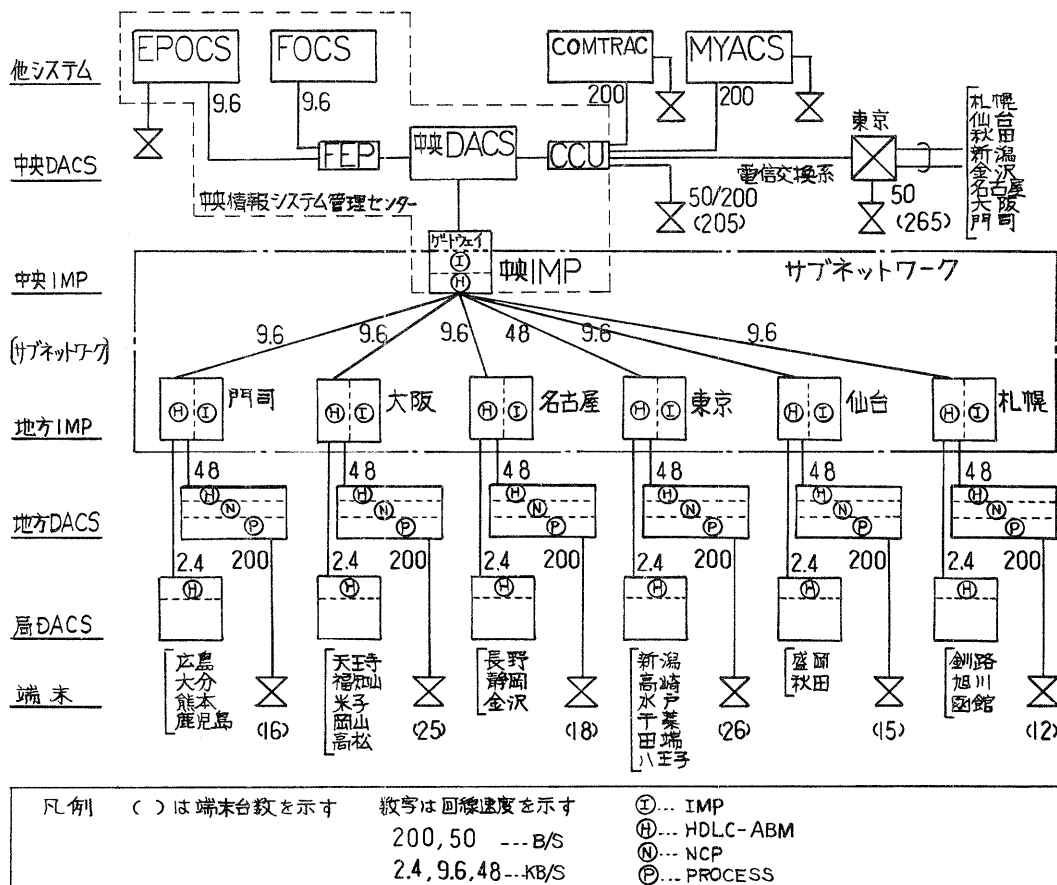 EPOCS
FOCS
COMTRAC
MYACS
他システム
9.6
9.6
200
200
東京
札幌
仙台
秋田
新潟
金沢
名古屋
大阪
門司
中央DACS
FEP
中央DACS
CCU
電信交換系
中央情報システム管理センター
50/200
(205)
50
(265)
ゲートウェイ
I
H
中央IMP
中央IMP
サブネットワーク
(サブネットワーク)
9.6
9.6
9.6
48
9.6
9.6
地方IMP
H I 門司
H I 大阪
H I 名古屋
H I 東京
H I 仙台
H I 札幌
48
48
48
48
48
48
地方DACS
H N P
H N P
H N P
H N P
H N P
H N P
2.4 200
2.4 200
2.4 200
2.4 200
2.4 200
2.4 200
局DACS
H
H
H
H
H
H
端末
広島
大分
熊本
鹿児島
(16)
天王寺
福知山
米子
岡山
高松
(25)
長野
静岡
金沢
(18)
新潟
高崎
水戸
千葉
田端
八王子
(26)
盛岡
秋田
(15)
釧路
旭川
函館
(12)
凡例 ( )は端末台数を示す
数字は回線速度を示す
200,50 ---B/S
2.4,9.6,48---KB/S
I... IMP
H... HDLC-ABM
N... NCP
P... PROCESS